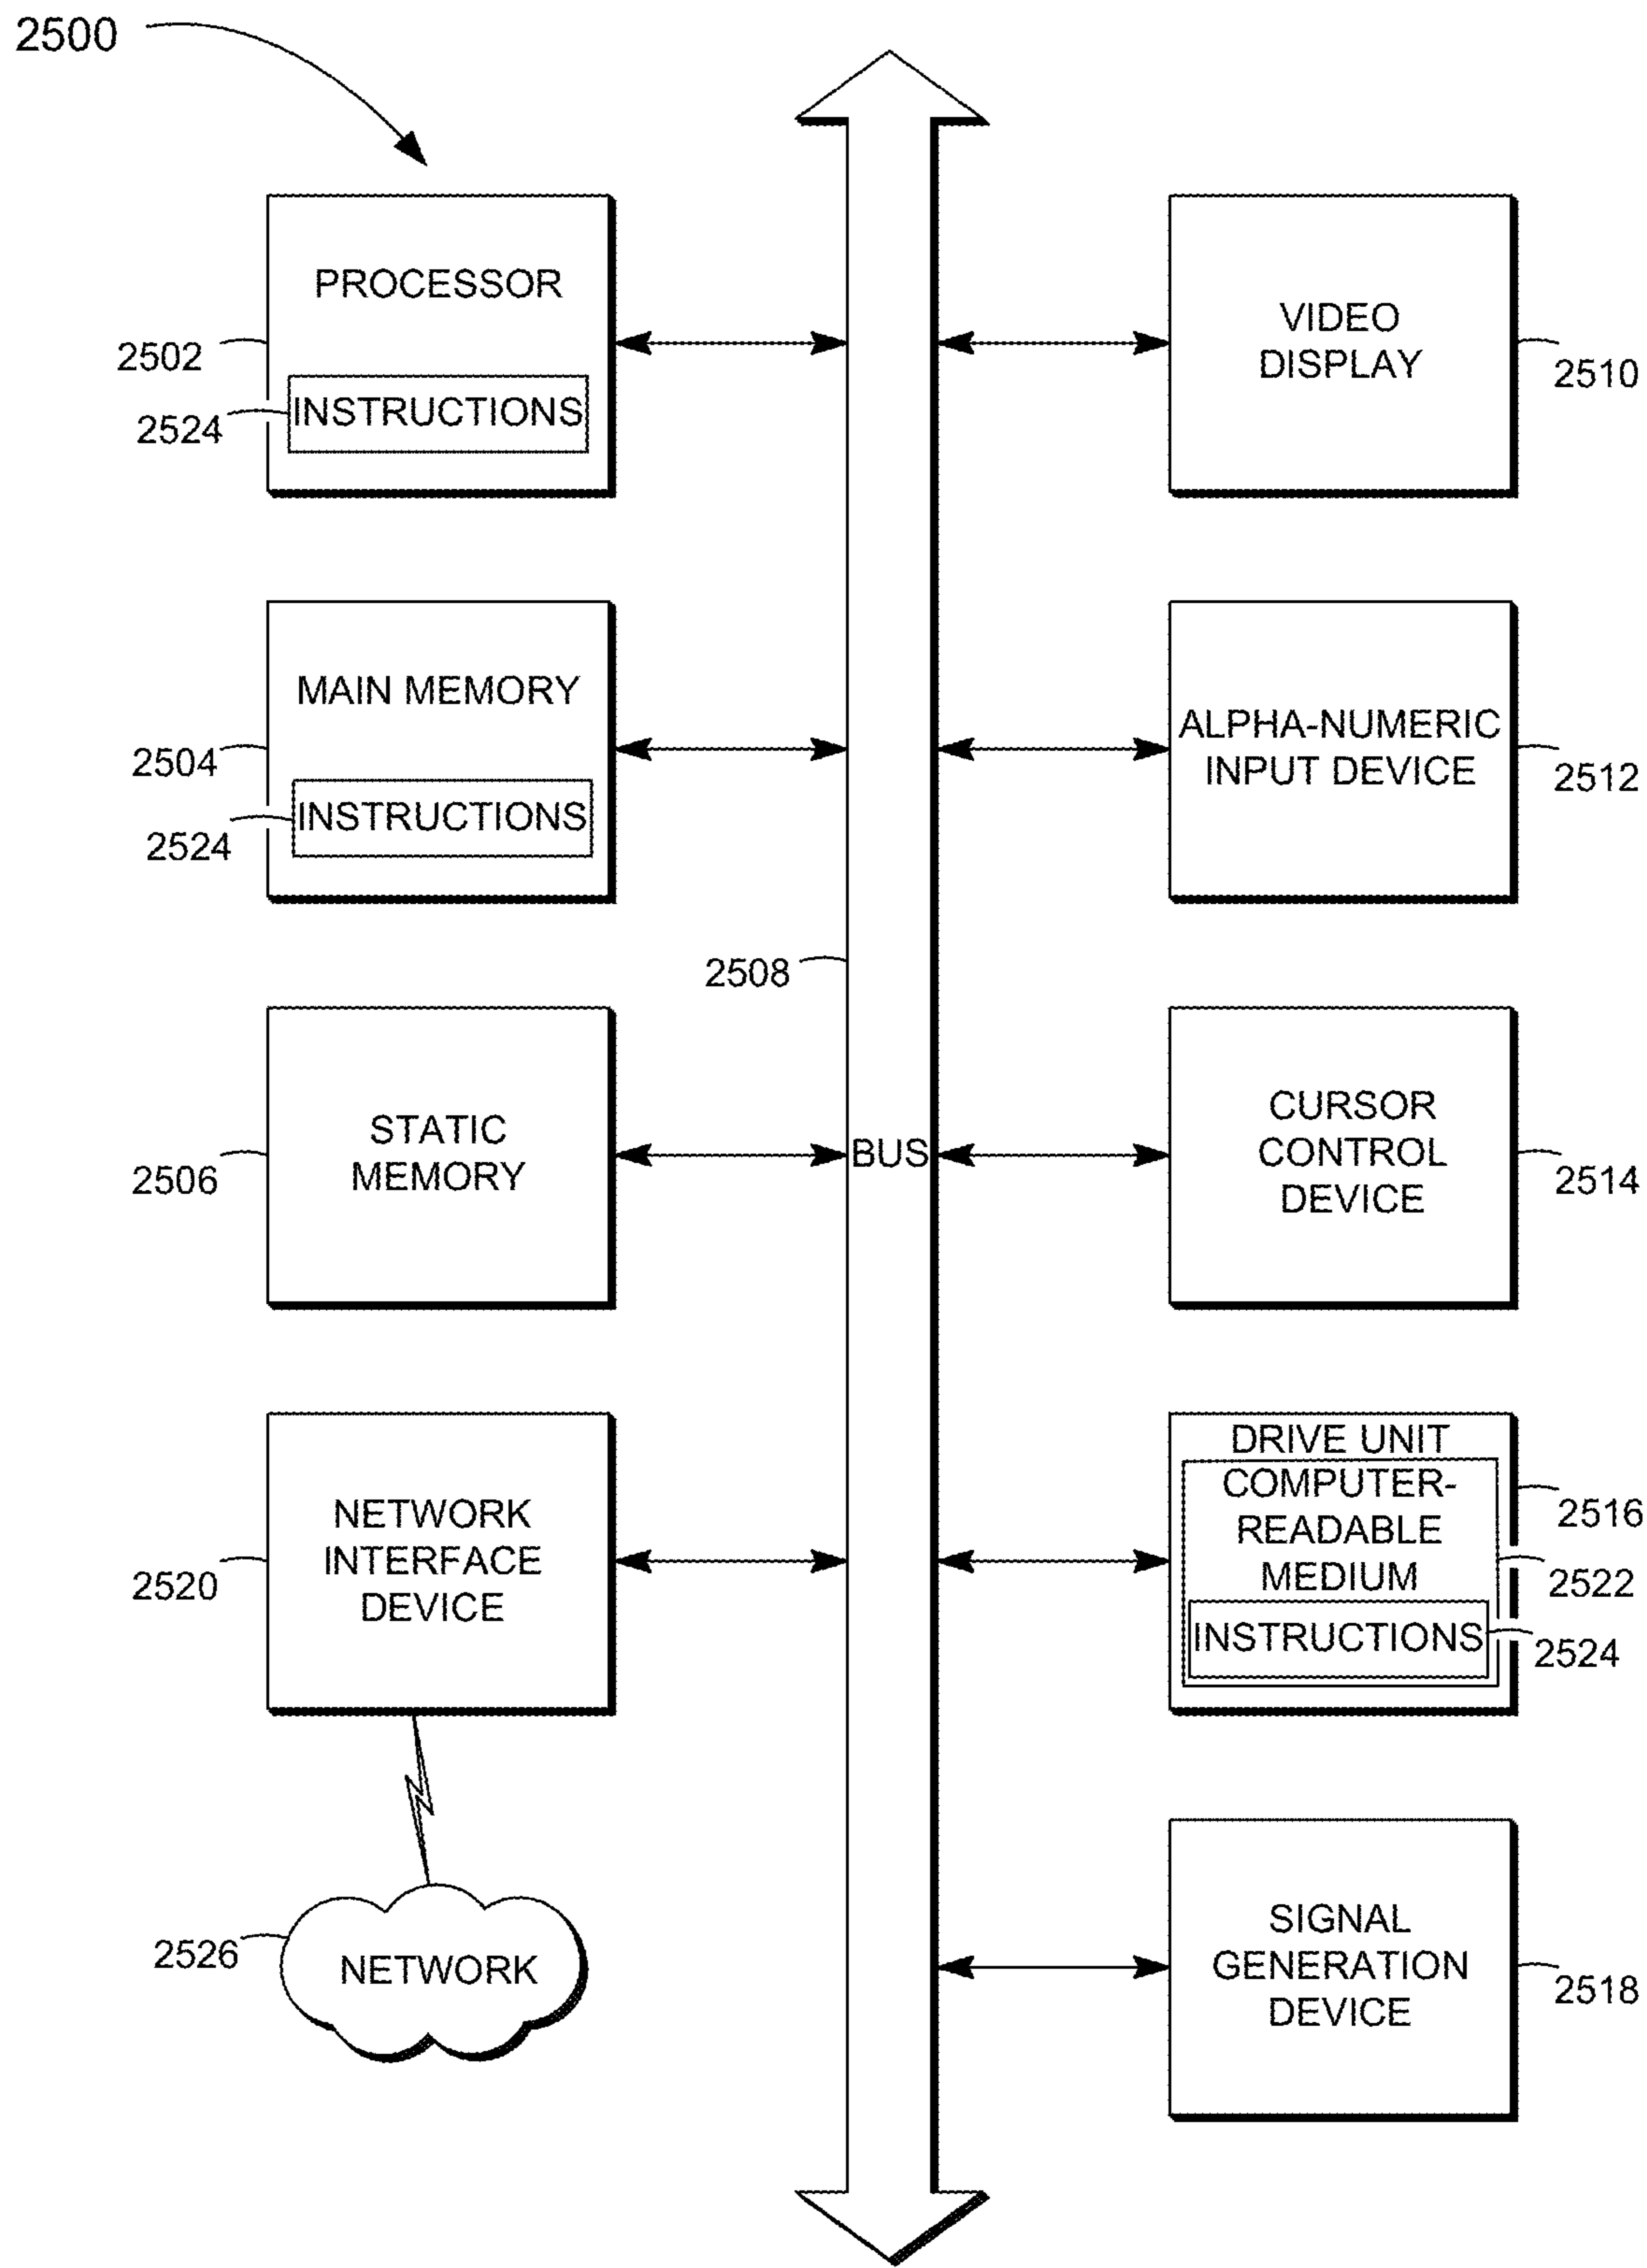 2500
PROCESSOR
2502
INSTRUCTIONS
2524
MAIN MEMORY
2504
INSTRUCTIONS
2524
2508
STATIC
MEMORY
2506
NETWORK
INTERFACE
DEVICE
2520
2526
NETWORK
BUS
VIDEO
DISPLAY
2510
ALPHA-NUMERIC
INPUT DEVICE
2512
CURSOR
CONTROL
DEVICE
2514
DRIVE UNIT
COMPUTER-
READABLE
MEDIUM
2516
2522
INSTRUCTIONS
2524
SIGNAL
GENERATION
DEVICE
2518